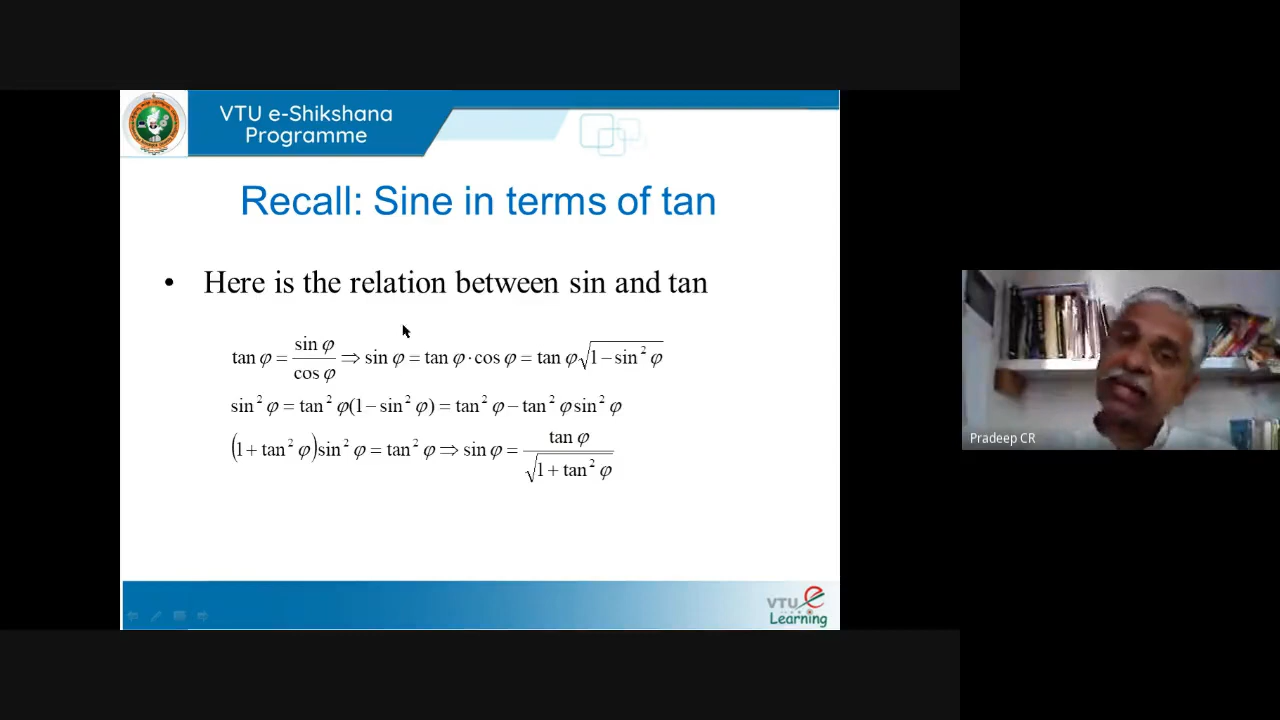 VTU e-Shikshana
Programme
Recall: Sine in terms of tan
• Here is the relation between sin and tan
tan φ = sin φ / cos φ ⇒ sin φ = tan φ · cos φ = tan φ √(1 − sin² φ)
sin² φ = tan² φ(1 − sin² φ) = tan² φ − tan² φ sin² φ
(1 + tan² φ)sin² φ = tan² φ ⇒ sin φ = tan φ / √(1 + tan² φ)
Pradeep CR
VTU e
Learning